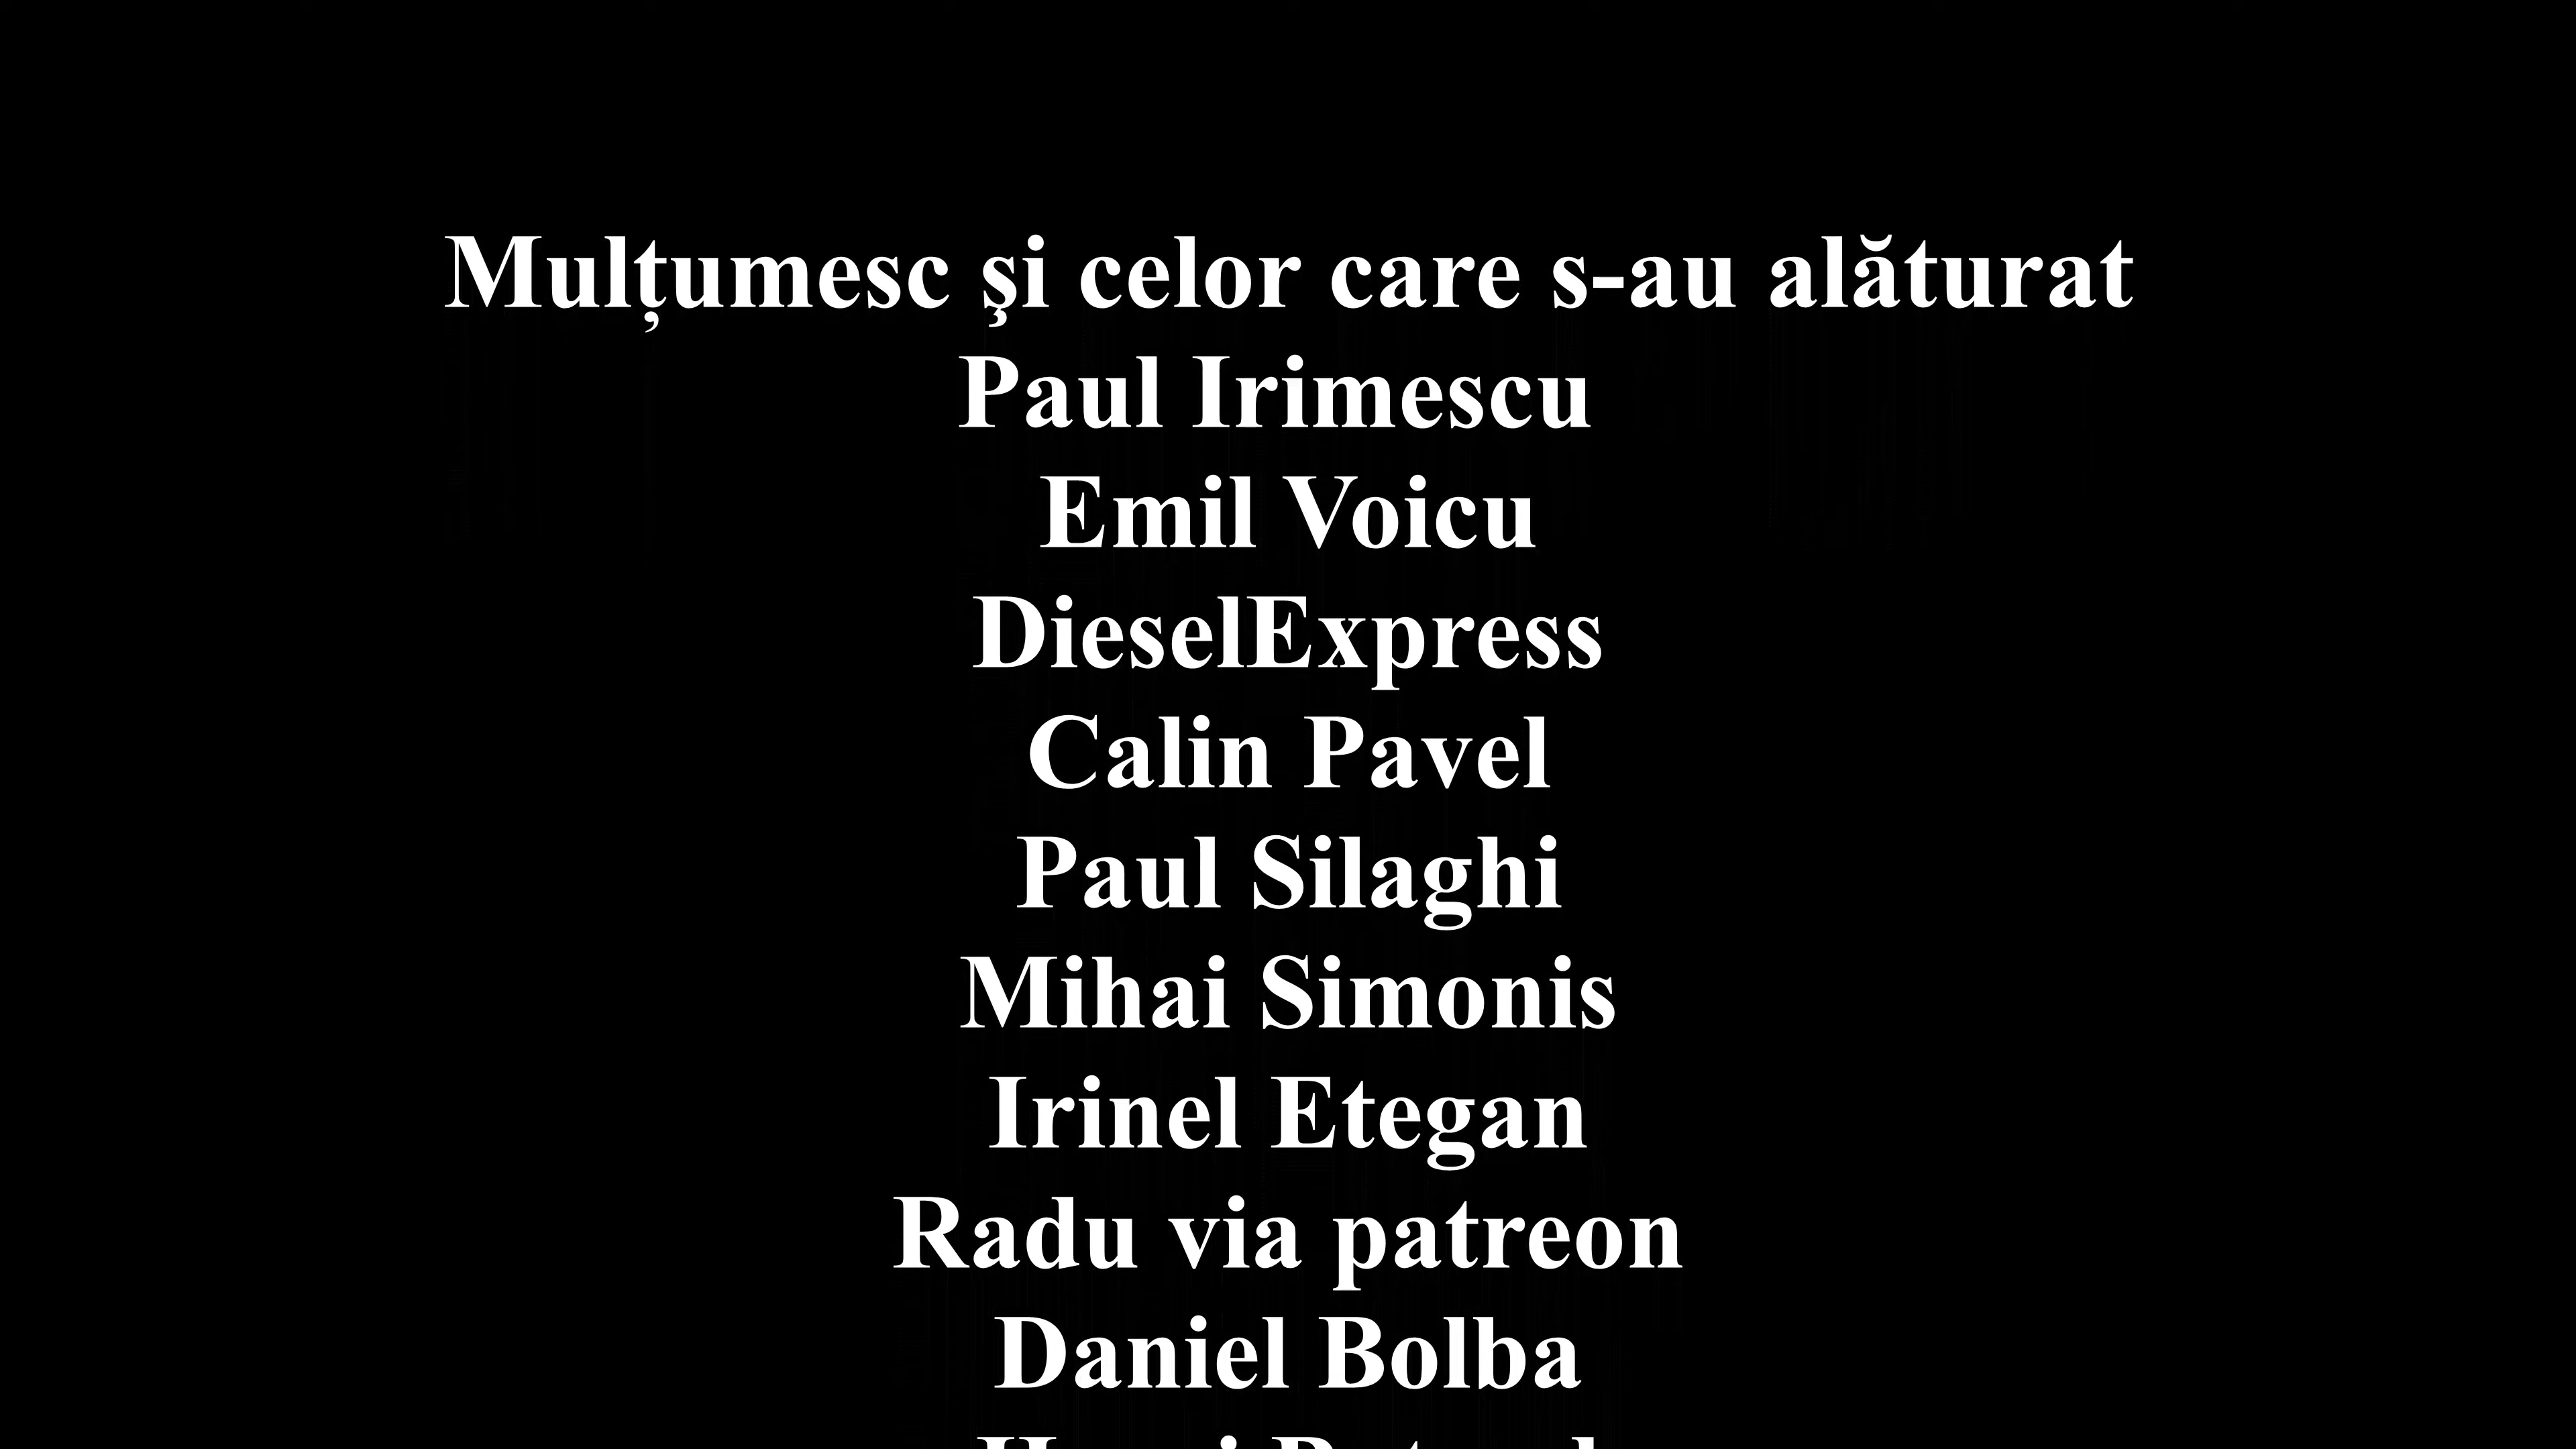 Mulțumesc şi celor care s-au alăturat
Paul Irimescu
Emil Voicu
DieselExpress
Calin Pavel
Paul Silaghi
Mihai Simonis
Irinel Etegan
Radu via patreon
Daniel Bolba